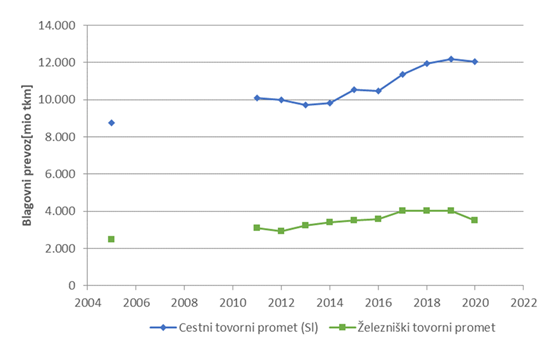 14.000
12.000
10.000
8.000
6.000
4.000
2.000
0
Blagovni prevoz[mio tkm]
2004 2006 2008 2010 2012 2014 2016 2018 2020 2022
Cestni tovorni promet (SI) Železniški tovorni promet